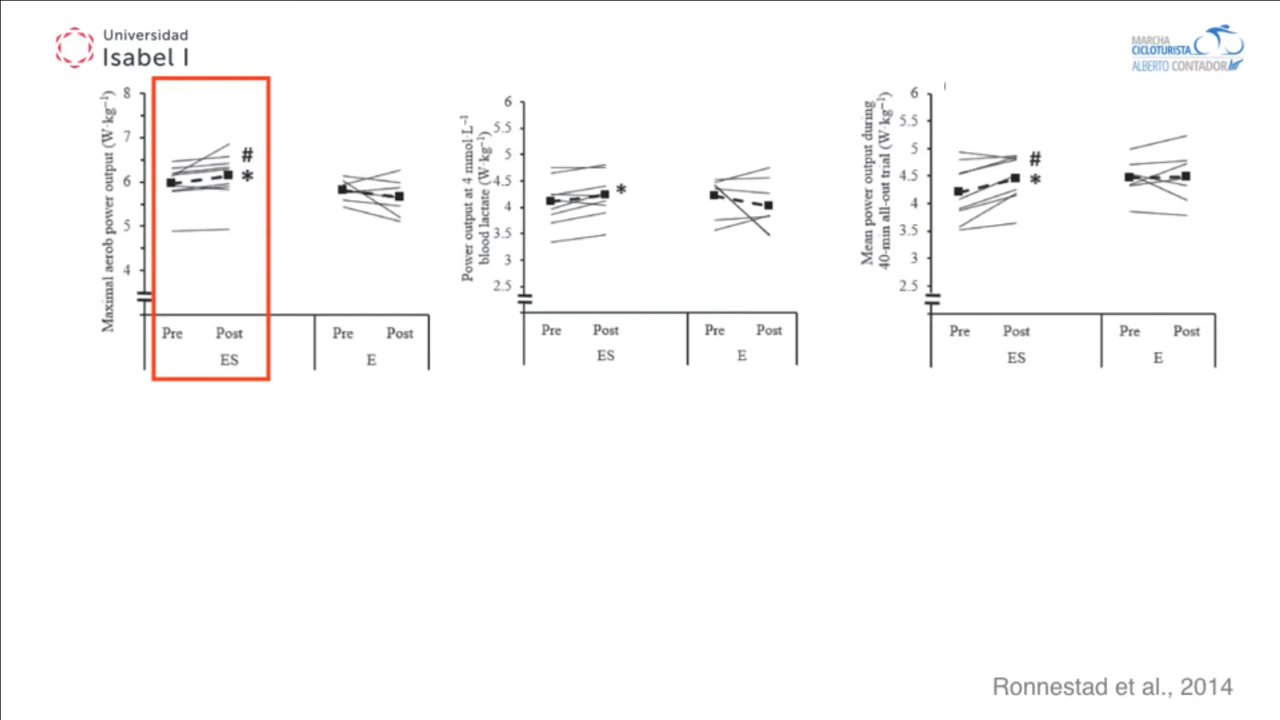 Universidad
Isabel I
MARCHA
CICLOTURISTA
ALBERTO CONTADOR
Maximal aerob power output (W·kg⁻¹)
8
7
6
5
4
#
*
Pre Post Pre Post
ES E
Power output at 4 mmol·L⁻¹
blood lactate (W·kg⁻¹)
6
5.5
5
4.5
4
3.5
3
2.5
*
Pre Post Pre Post
ES E
Mean power output during
40-min all-out trial (W·kg⁻¹)
6
5.5
5
4.5
4
3.5
3
2.5
#
*
Pre Post Pre Post
ES E
Ronnestad et al., 2014